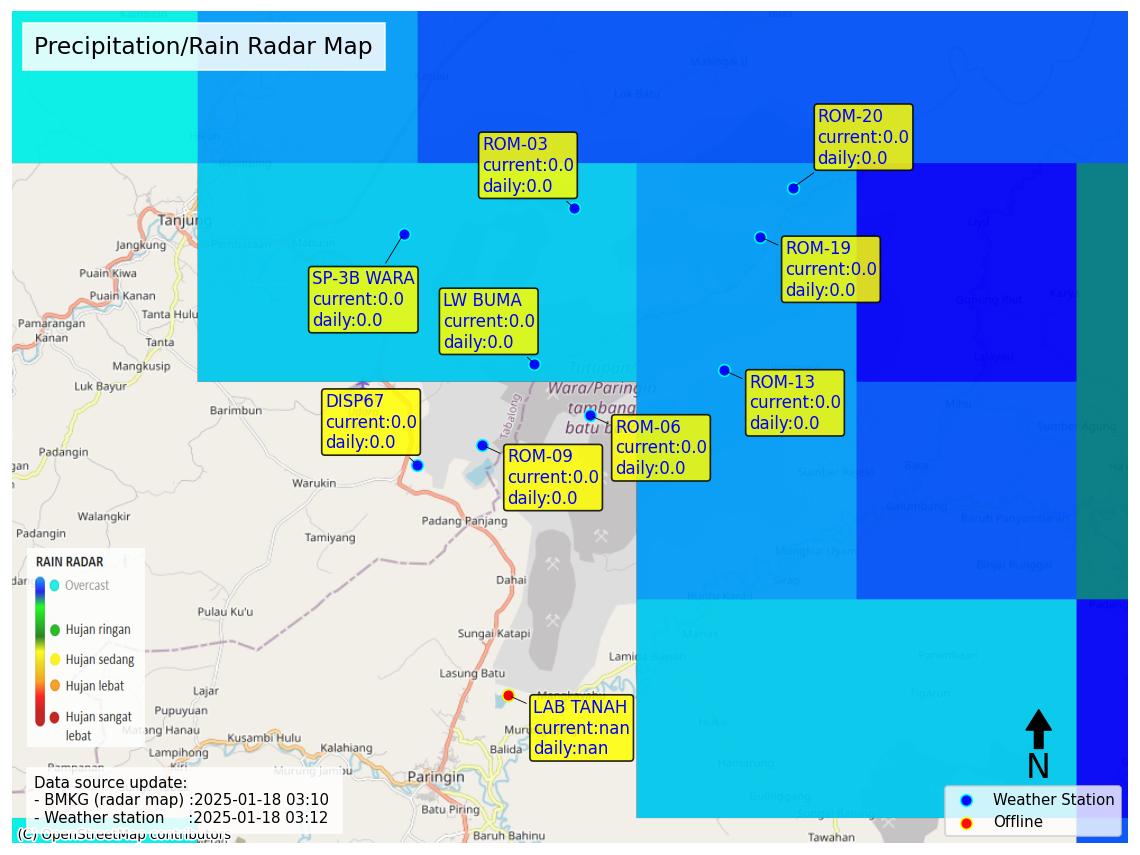 Precipitation/Rain Radar Map
ROM-20
current:0.0
daily:0.0
ROM-03
current:0.0
daily:0.0
ROM-19
current:0.0
daily:0.0
SP-3B WARA
current:0.0
daily:0.0
LW BUMA
current:0.0
daily:0.0
ROM-13
current:0.0
daily:0.0
DISP67
current:0.0
daily:0.0
ROM-06
current:0.0
daily:0.0
ROM-09
current:0.0
daily:0.0
LAB TANAH
current:nan
daily:nan
Tanjung
Jangkung
Puain Kiwa
Puain Kanan
Tanta Hulu
Pamarangan
Kanan
Tanta
Mangkusip
Luk Bayur
Barimbun
Padangin
Warukin
Walangkir
Padangin
Tamiyang
Padang Panjang
Tabalong
Tutupan
Wara/Paringin
tambang
batu b
Dahai
Pulau Ku'u
Sungai Katapi
Lasung Batu
Lajar
Pupuyuan
Matang Hanau
Lampihong
Kusambi Hulu
Kalahiang
Murung Jambu
Balida
Paringin
Batu Piring
Baruh Bahinu
Tawahan
Luk Batu
RAIN RADAR
Overcast
Hujan ringan
Hujan sedang
Hujan lebat
Hujan sangat
lebat
Data source update:
- BMKG (radar map) :2025-01-18 03:10
- Weather station :2025-01-18 03:12
(C) OpenStreetMap contributors
N
Weather Station
Offline